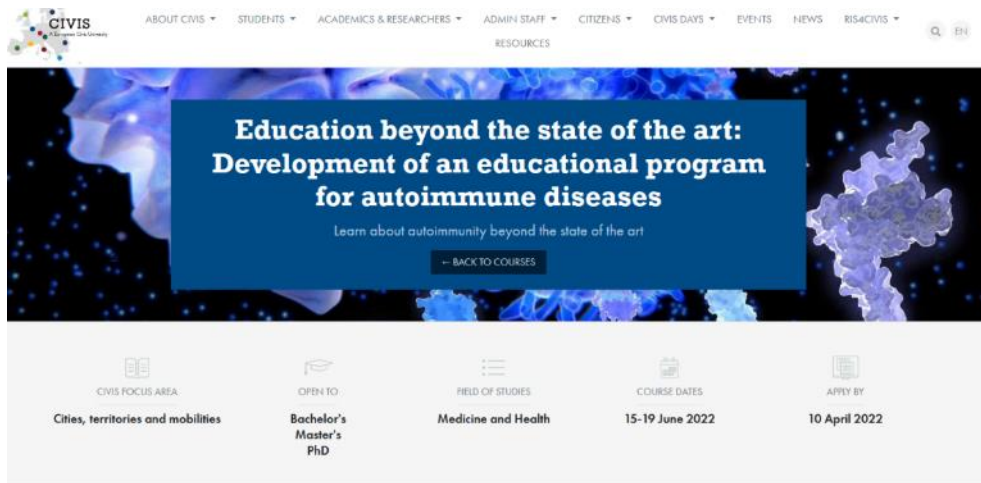 CIVIS
A European Civic University
ABOUT CIVIS
STUDENTS
ACADEMICS & RESEARCHERS
ADMIN STAFF
CITIZENS
CIVIS DAYS
EVENTS
NEWS
RIS4CIVIS
RESOURCES
EN
Education beyond the state of the art:
Development of an educational program
for autoimmune diseases
Learn about autoimmunity beyond the state of the art
← BACK TO COURSES
CIVIS FOCUS AREA
Cities, territories and mobilities
OPEN TO
Bachelor's
Master's
PhD
FIELD OF STUDIES
Medicine and Health
COURSE DATES
15-19 June 2022
APPLY BY
10 April 2022